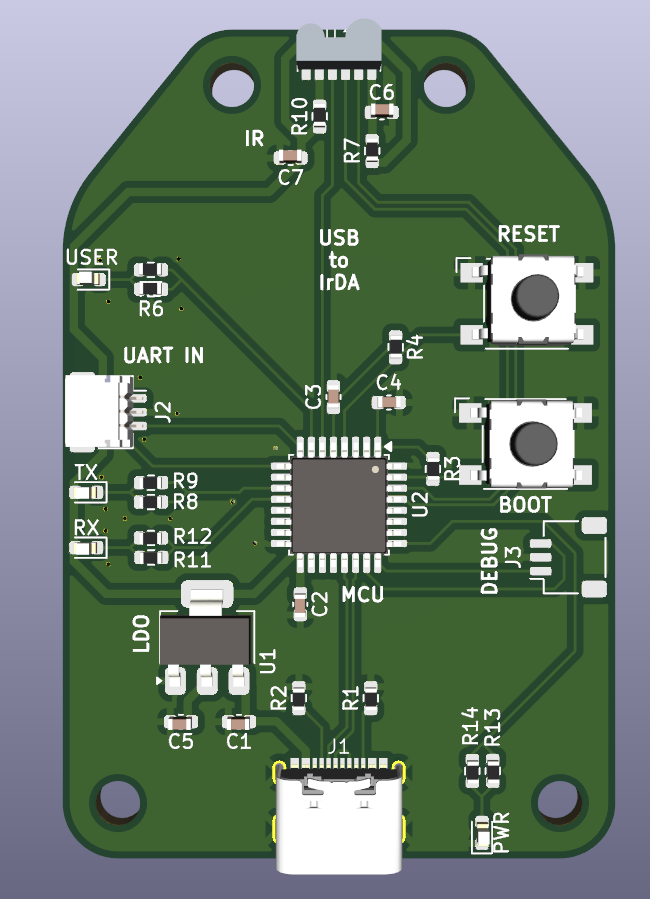 C6
R10
IR
R7
C7
RESET
USB
to
IrDA
USER
R6
R4
UART IN
C4
C3
J2
R3
TX
R9
R8
U2
BOOT
RX
R12
R11
DEBUG
J3
C2
MCU
LDO
U1
R2
R1
C5
C1
J1
R14
R13
PWR